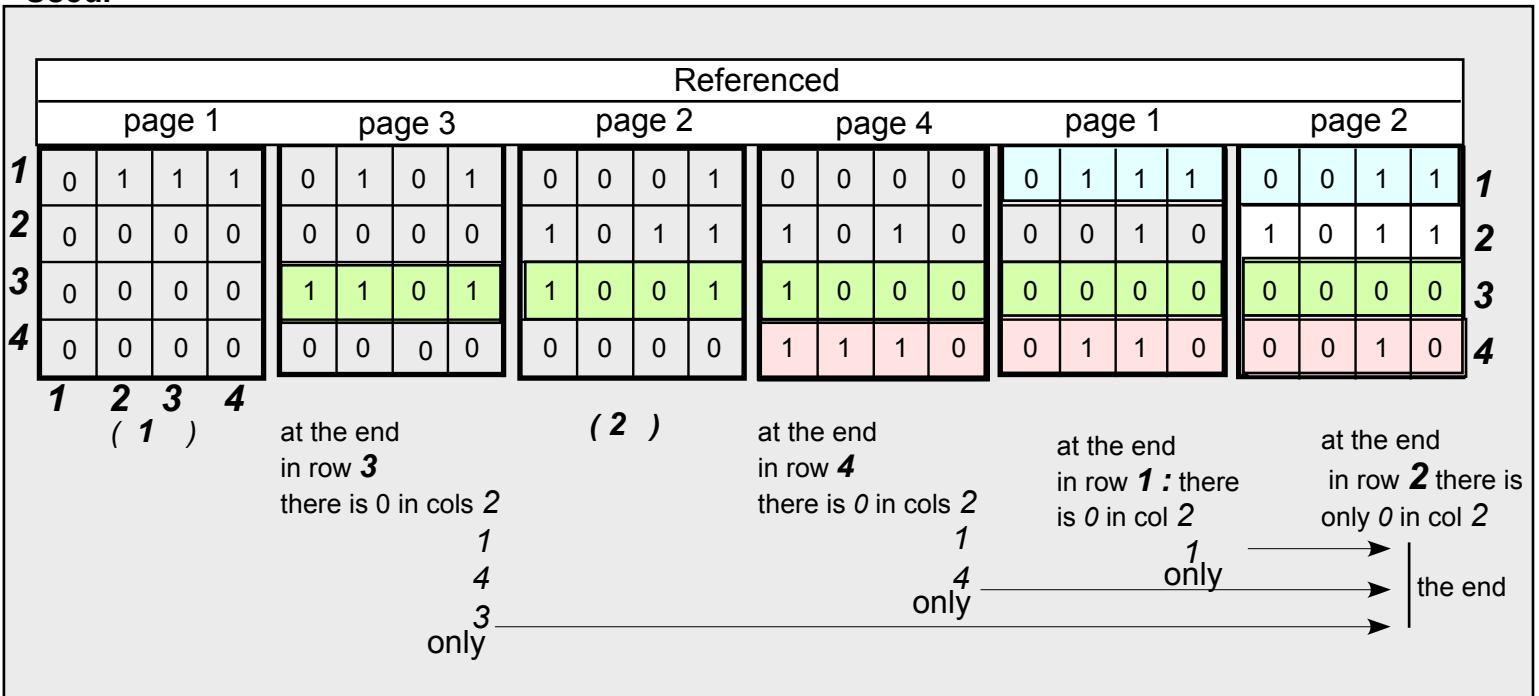 Referenced
page 1 page 3 page 2 page 4 page 1 page 2
1 0 1 1 1 0 1 0 1 0 0 0 1 0 0 0 0 0 1 1 1 0 0 1 1 1
2 0 0 0 0 0 0 0 0 1 0 1 1 1 0 1 0 0 0 1 0 1 0 1 1 2
3 0 0 0 0 1 1 0 1 1 0 0 1 1 0 0 0 0 0 0 0 0 0 0 0 3
4 0 0 0 0 0 0 0 0 0 0 0 0 1 1 1 0 0 1 1 0 0 0 1 0 4
1 2 3 4
( 1 )
at the end
in row 3
there is 0 in cols 2
1
4
3
only
( 2 )
at the end
in row 4
there is 0 in cols 2
1
4
only
at the end
in row 1 : there
is 0 in col 2
1
only
at the end
in row 2 there is
only 0 in col 2
the end